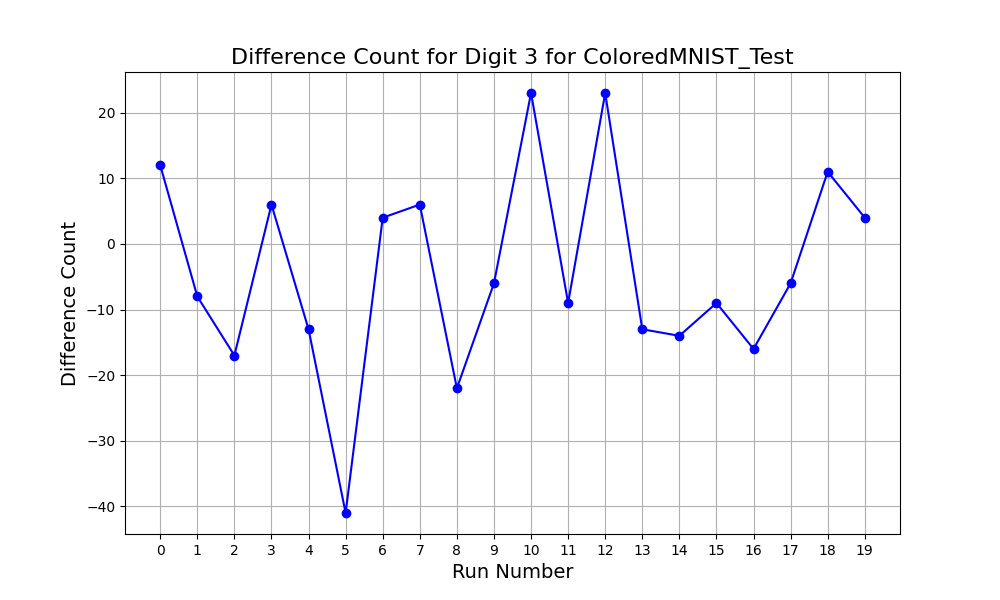 Difference Count for Digit 3 for ColoredMNIST_Test
Difference Count
20
10
0
−10
−20
−30
−40
0 1 2 3 4 5 6 7 8 9 10 11 12 13 14 15 16 17 18 19
Run Number